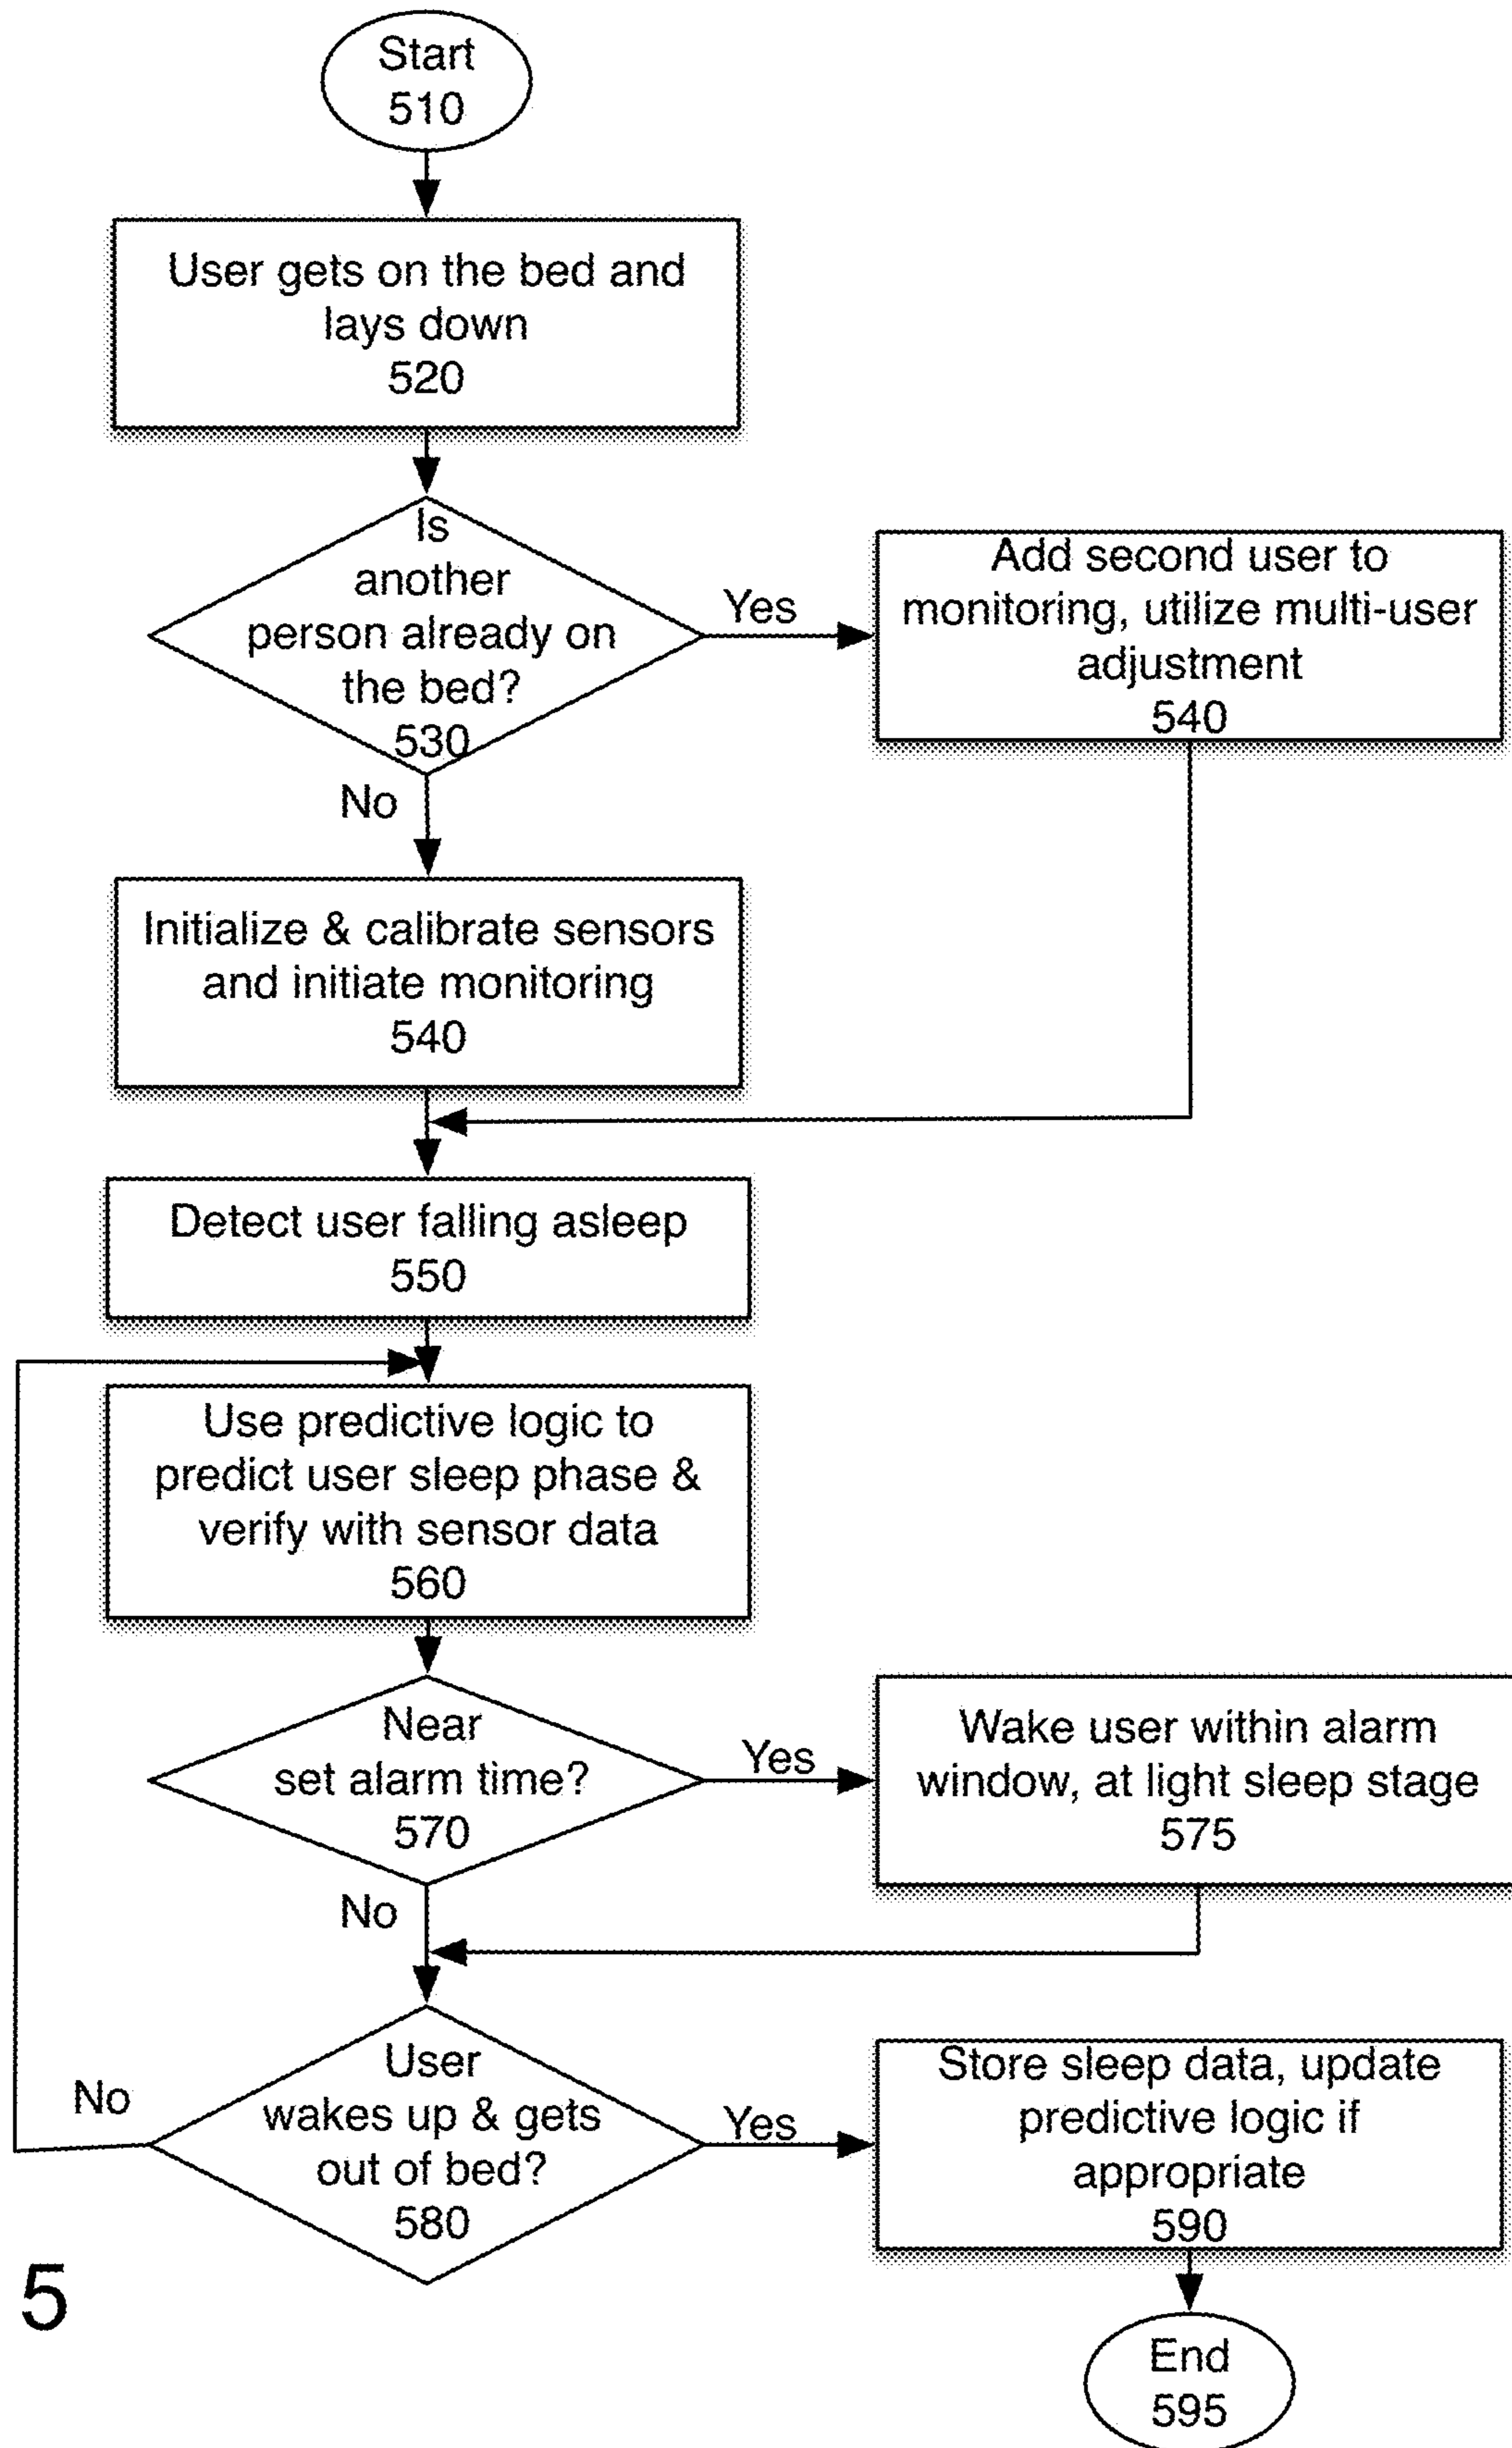 Start
510
User gets on the bed and
lays down
520
Is
another
person already on
the bed?
530
Yes
Add second user to
monitoring, utilize multi-user
adjustment
540
No
Initialize & calibrate sensors
and initiate monitoring
540
Detect user falling asleep
550
Use predictive logic to
predict user sleep phase &
verify with sensor data
560
Near
set alarm time?
570
Yes
Wake user within alarm
window, at light sleep stage
575
No
User
wakes up & gets
out of bed?
580
No
Yes
Store sleep data, update
predictive logic if
appropriate
590
5
End
595